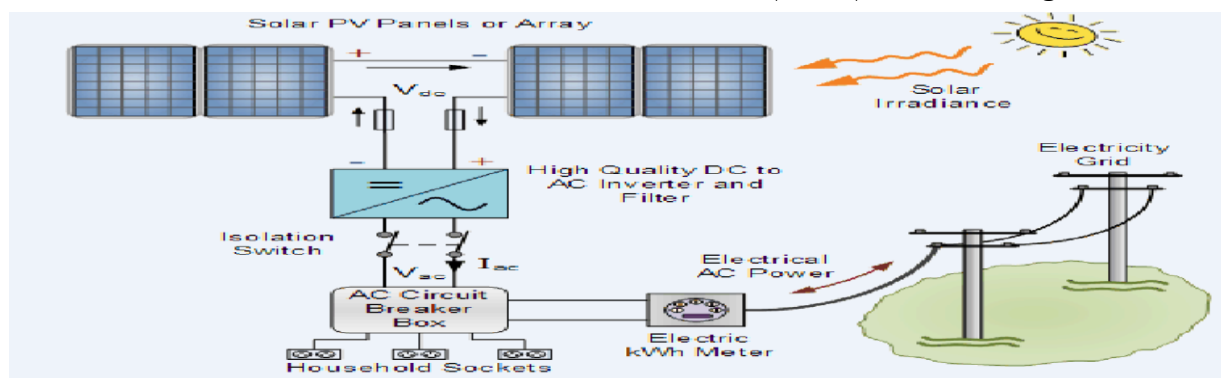 Solar PV Panels or Array
+ -
Vdc
Solar
Irradiance
- +
High Quality DC to
AC Inverter and
Filter
Electricity
Grid
Isolation
Switch
Vac Iac
Electrical
AC Power
AC Circuit
Breaker
Box
Electric
kWh Meter
Household Sockets